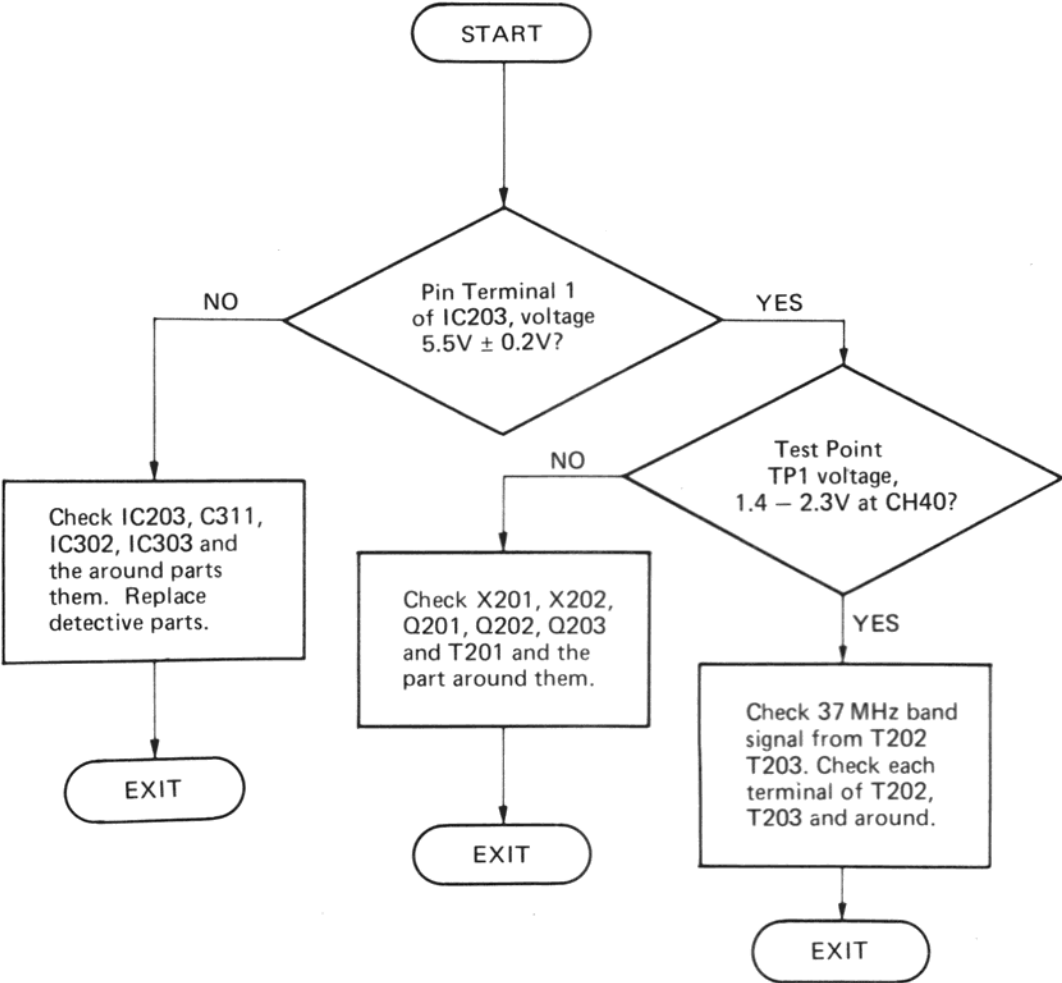 START
Pin Terminal 1
of IC203, voltage
5.5V ± 0.2V?
NO
YES
Check IC203, C311,
IC302, IC303 and
the around parts
them. Replace
detective parts.
EXIT
Test Point
TP1 voltage,
1.4 – 2.3V at CH40?
NO
Check X201, X202,
Q201, Q202, Q203
and T201 and the
part around them.
EXIT
YES
Check 37 MHz band
signal from T202
T203. Check each
terminal of T202,
T203 and around.
EXIT